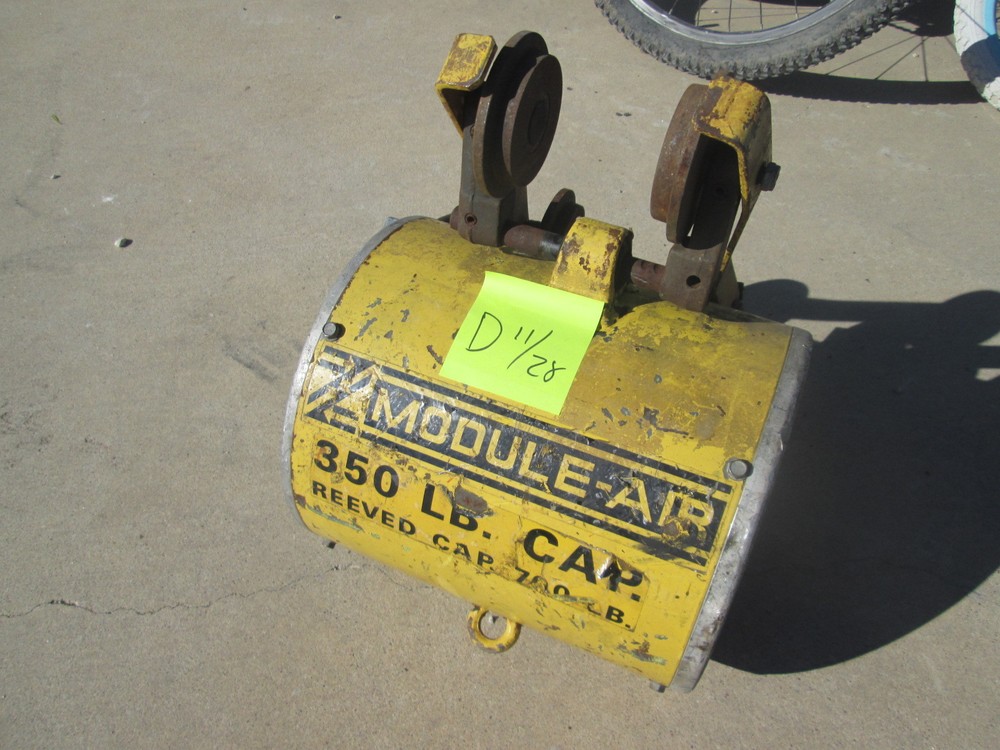 D 11/28
MODULE-AIR
350 LB. CAP.
REEVED CAP. 700 LB.